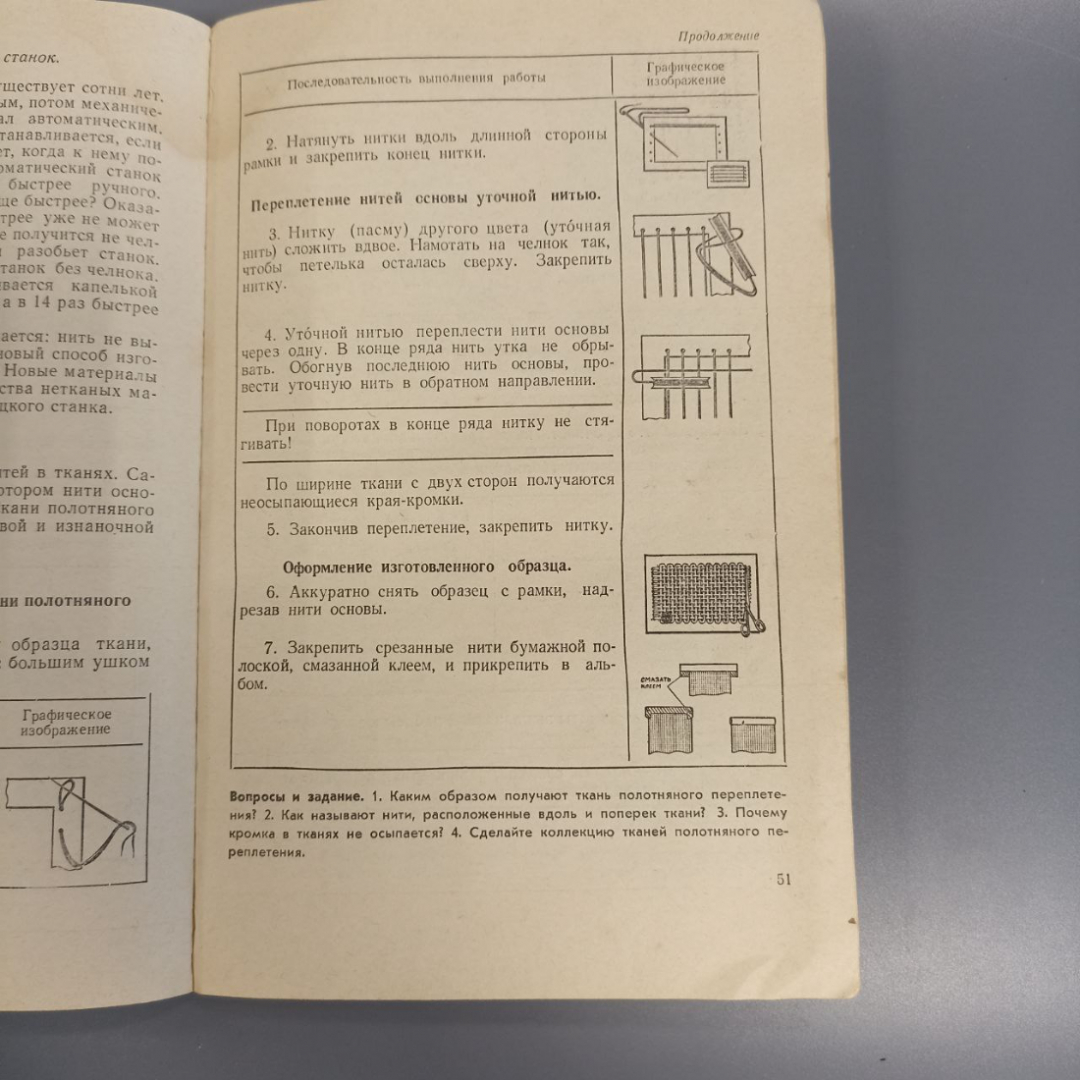 станок.
ществует сотни лет.
ым, потом механиче-
ал автоматическим.
танавливается, если
ет, когда к нему по-
оматический станок
быстрее ручного.
ще быстрее? Оказа-
трее уже не может
е получится не чел-
и разобьет станок.
танок без челнока.
ивается капелькой
а в 14 раз быстрее
ается: нить не вы-
новый способ изго-
Новые материалы
ства нетканых ма-
цкого станка.
итей в тканях. Са-
отором нити осно-
кани полотняного
вой и изнаночной
ни полотняного
образца ткани,
с большим ушком
Графическое
изображение
Продолжение
Последовательность выполнения работы
Графическое
изображение
2. Натянуть нитки вдоль длинной стороны
рамки и закрепить конец нитки.
Переплетение нитей основы уточной нитью.
3. Нитку (пасму) другого цвета (уто́чная
нить) сложить вдвое. Намотать на челнок так,
чтобы петелька осталась сверху. Закрепить
нитку.
4. Уто́чной нитью переплести нити основы
через одну. В конце ряда нить утка не обры-
вать. Обогнув последнюю нить основы, про-
вести уточную нить в обратном направлении.
При поворотах в конце ряда нитку не стя-
гивать!
По ширине ткани с двух сторон получаются
неосыпающиеся края-кромки.
5. Закончив переплетение, закрепить нитку.
Оформление изготовленного образца.
6. Аккуратно снять образец с рамки, над-
резав нити основы.
7. Закрепить срезанные нити бумажной по-
лоской, смазанной клеем, и прикрепить в аль-
бом.
СМАЗАТЬ
КЛЕЕМ
Вопросы и задание. 1. Каким образом получают ткань полотняного переплете-
ния? 2. Как называют нити, расположенные вдоль и поперек ткани? 3. Почему
кромка в тканях не осыпается? 4. Сделайте коллекцию тканей полотняного пе-
реплетения.
51